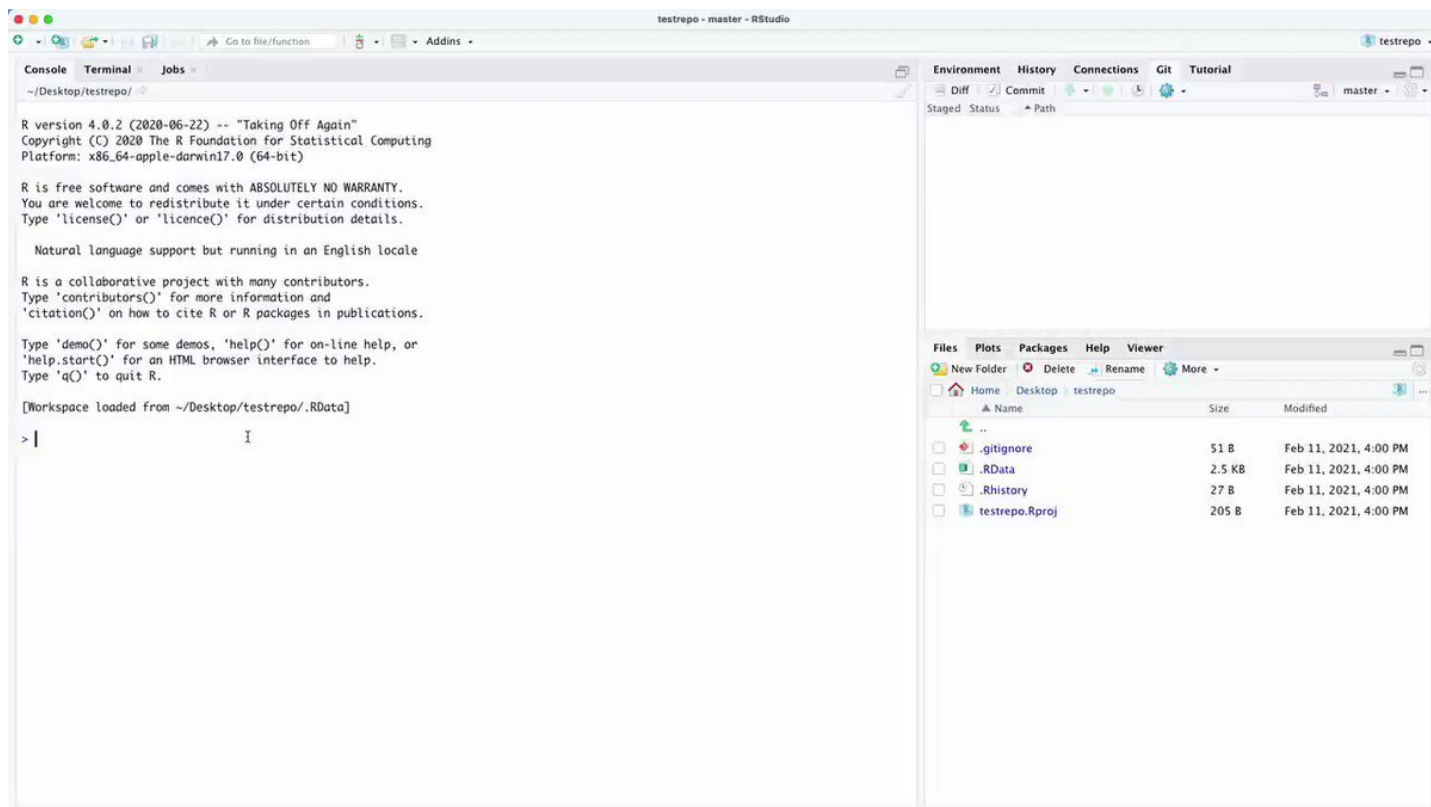 testrepo - master - RStudio
Go to file/function Addins testrepo
Console Terminal Jobs
~/Desktop/testrepo/
R version 4.0.2 (2020-06-22) -- "Taking Off Again"
Copyright (C) 2020 The R Foundation for Statistical Computing
Platform: x86_64-apple-darwin17.0 (64-bit)
R is free software and comes with ABSOLUTELY NO WARRANTY.
You are welcome to redistribute it under certain conditions.
Type 'license()' or 'licence()' for distribution details.
Natural language support but running in an English locale
R is a collaborative project with many contributors.
Type 'contributors()' for more information and
'citation()' on how to cite R or R packages in publications.
Type 'demo()' for some demos, 'help()' for on-line help, or
'help.start()' for an HTML browser interface to help.
Type 'q()' to quit R.
[Workspace loaded from ~/Desktop/testrepo/.RData]
>
Environment History Connections Git Tutorial
Diff Commit master
Staged Status Path
Files Plots Packages Help Viewer
New Folder Delete Rename More
Home Desktop testrepo ...
Name Size Modified
..
.gitignore 51 B Feb 11, 2021, 4:00 PM
.RData 2.5 KB Feb 11, 2021, 4:00 PM
.Rhistory 27 B Feb 11, 2021, 4:00 PM
testrepo.Rproj 205 B Feb 11, 2021, 4:00 PM